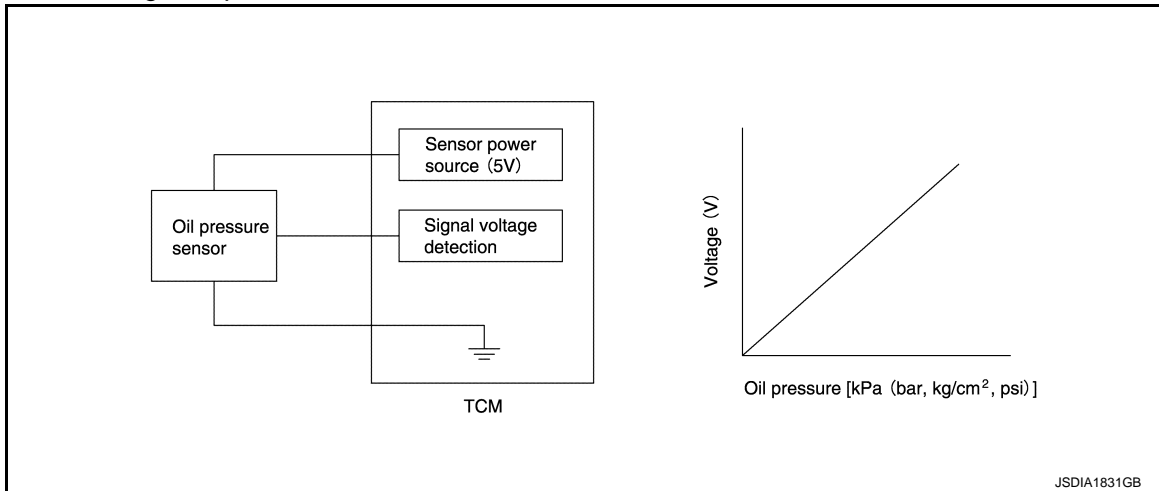 Sensor power
source (5V)
Oil pressure
sensor
Signal voltage
detection
TCM
Voltage (V)
Oil pressure [kPa (bar, kg/cm², psi)]
JSDIA1831GB